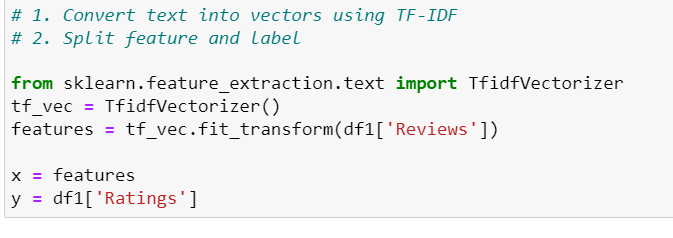 # 1. Convert text into vectors using TF-IDF
# 2. Split feature and label
from sklearn.feature_extraction.text import TfidfVectorizer
tf_vec = TfidfVectorizer()
features = tf_vec.fit_transform(df1['Reviews'])
x = features
y = df1['Ratings']